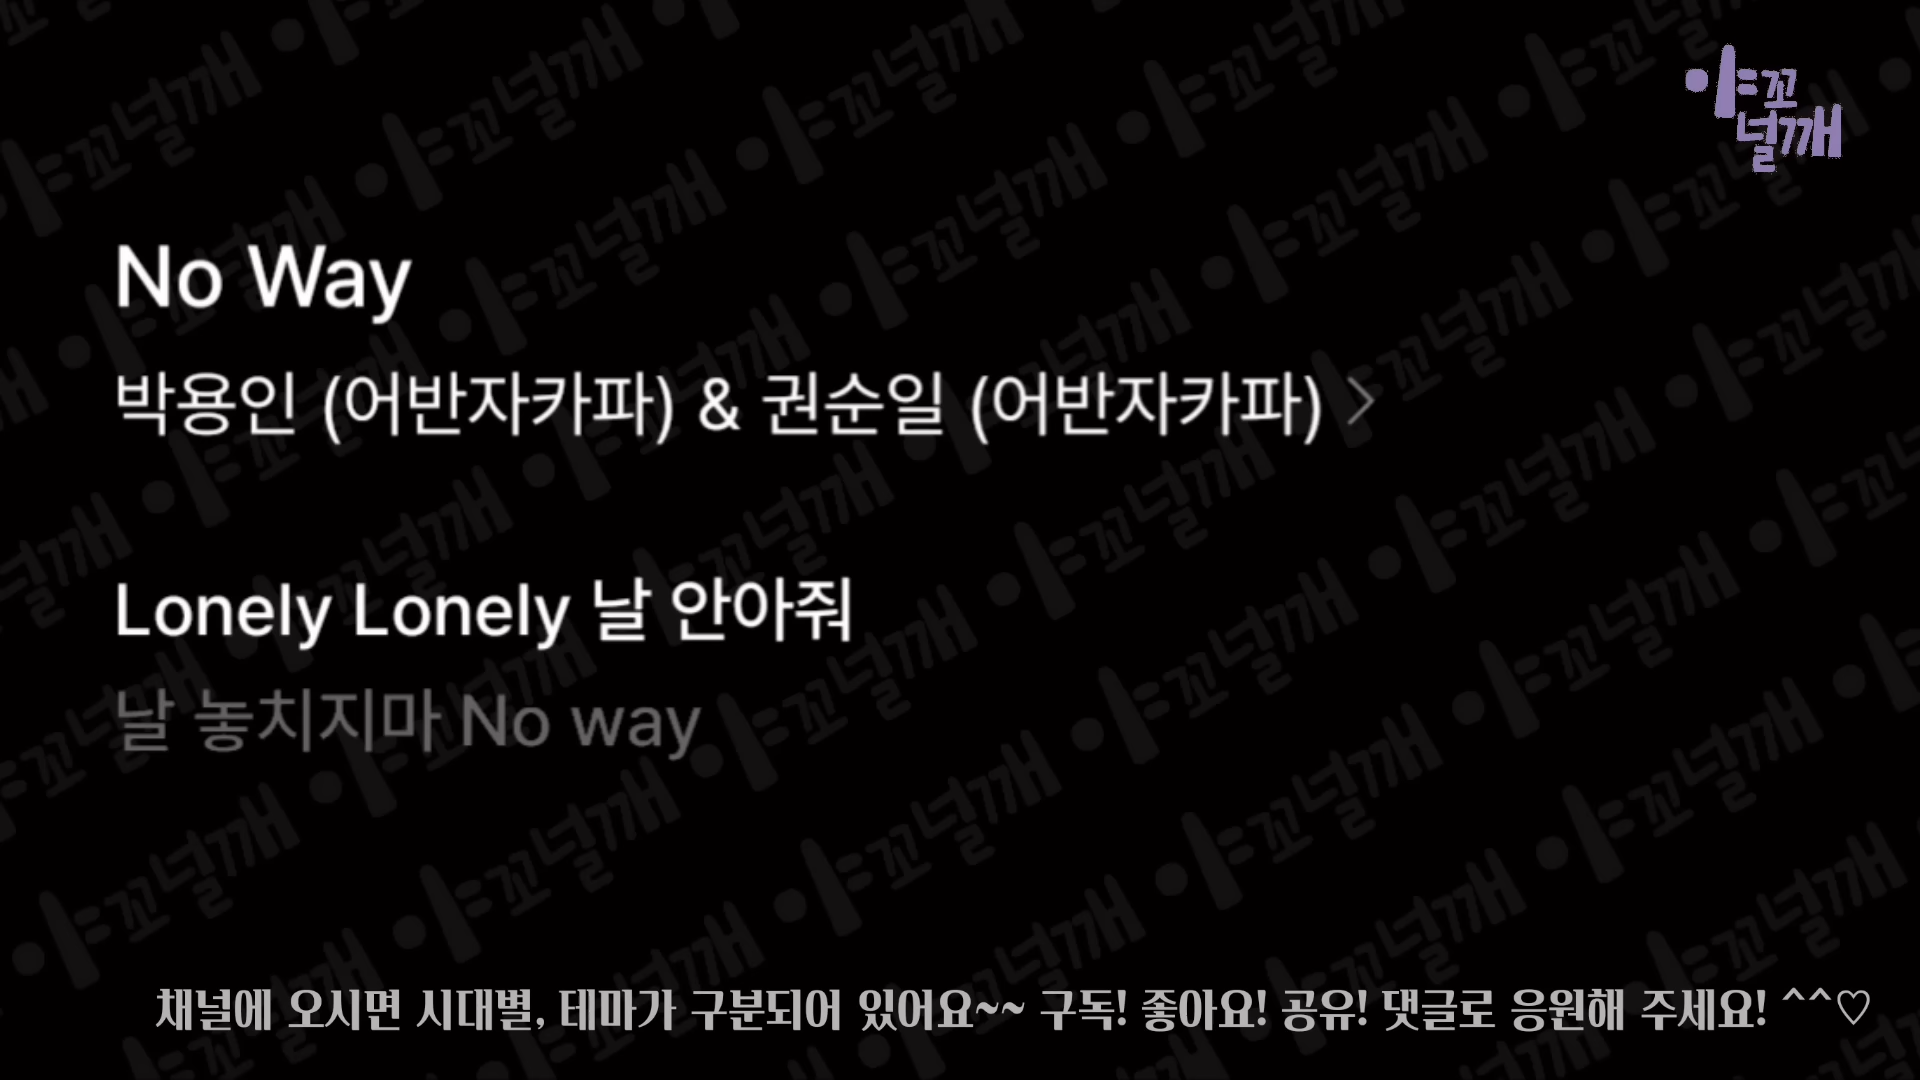 야꼬
널깨
No Way
박용인 (어반자카파) & 권순일 (어반자카파) >
Lonely Lonely 날 안아줘
날 놓치지마 No way
채널에 오시면 시대별, 테마가 구분되어 있어요~~ 구독! 좋아요! 공유! 댓글로 응원해 주세요! ^^♡